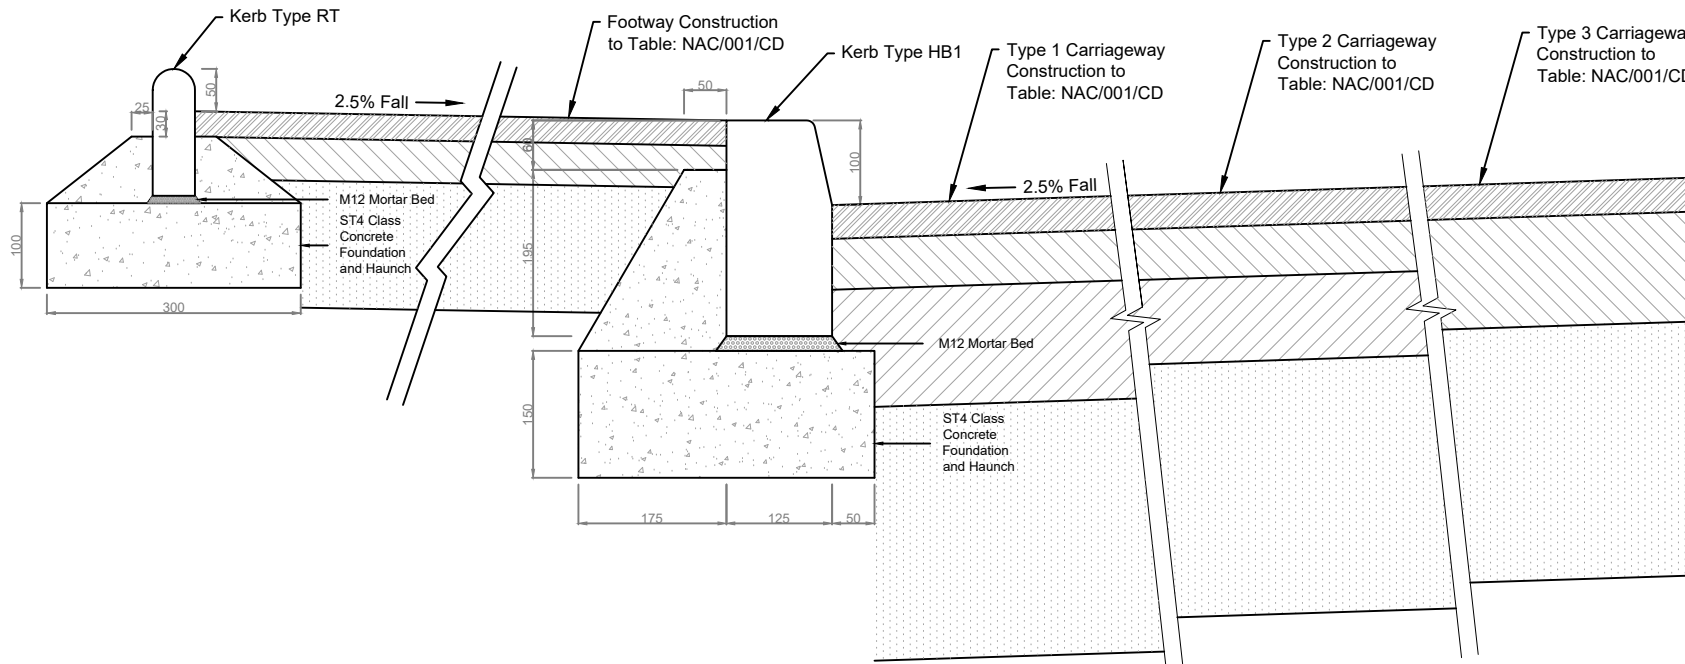 Kerb Type RT
Footway Construction
to Table: NAC/001/CD
Kerb Type HB1
Type 1 Carriageway
Construction to
Table: NAC/001/CD
Type 2 Carriageway
Construction to
Table: NAC/001/CD
Type 3 Carriagewa
Construction to
Table: NAC/001/CD
50
25
30
2.5% Fall
50
60
100
2.5% Fall
M12 Mortar Bed
ST4 Class
Concrete
Foundation
and Haunch
100
300
195
M12 Mortar Bed
150
ST4 Class
Concrete
Foundation
and Haunch
175
125
50